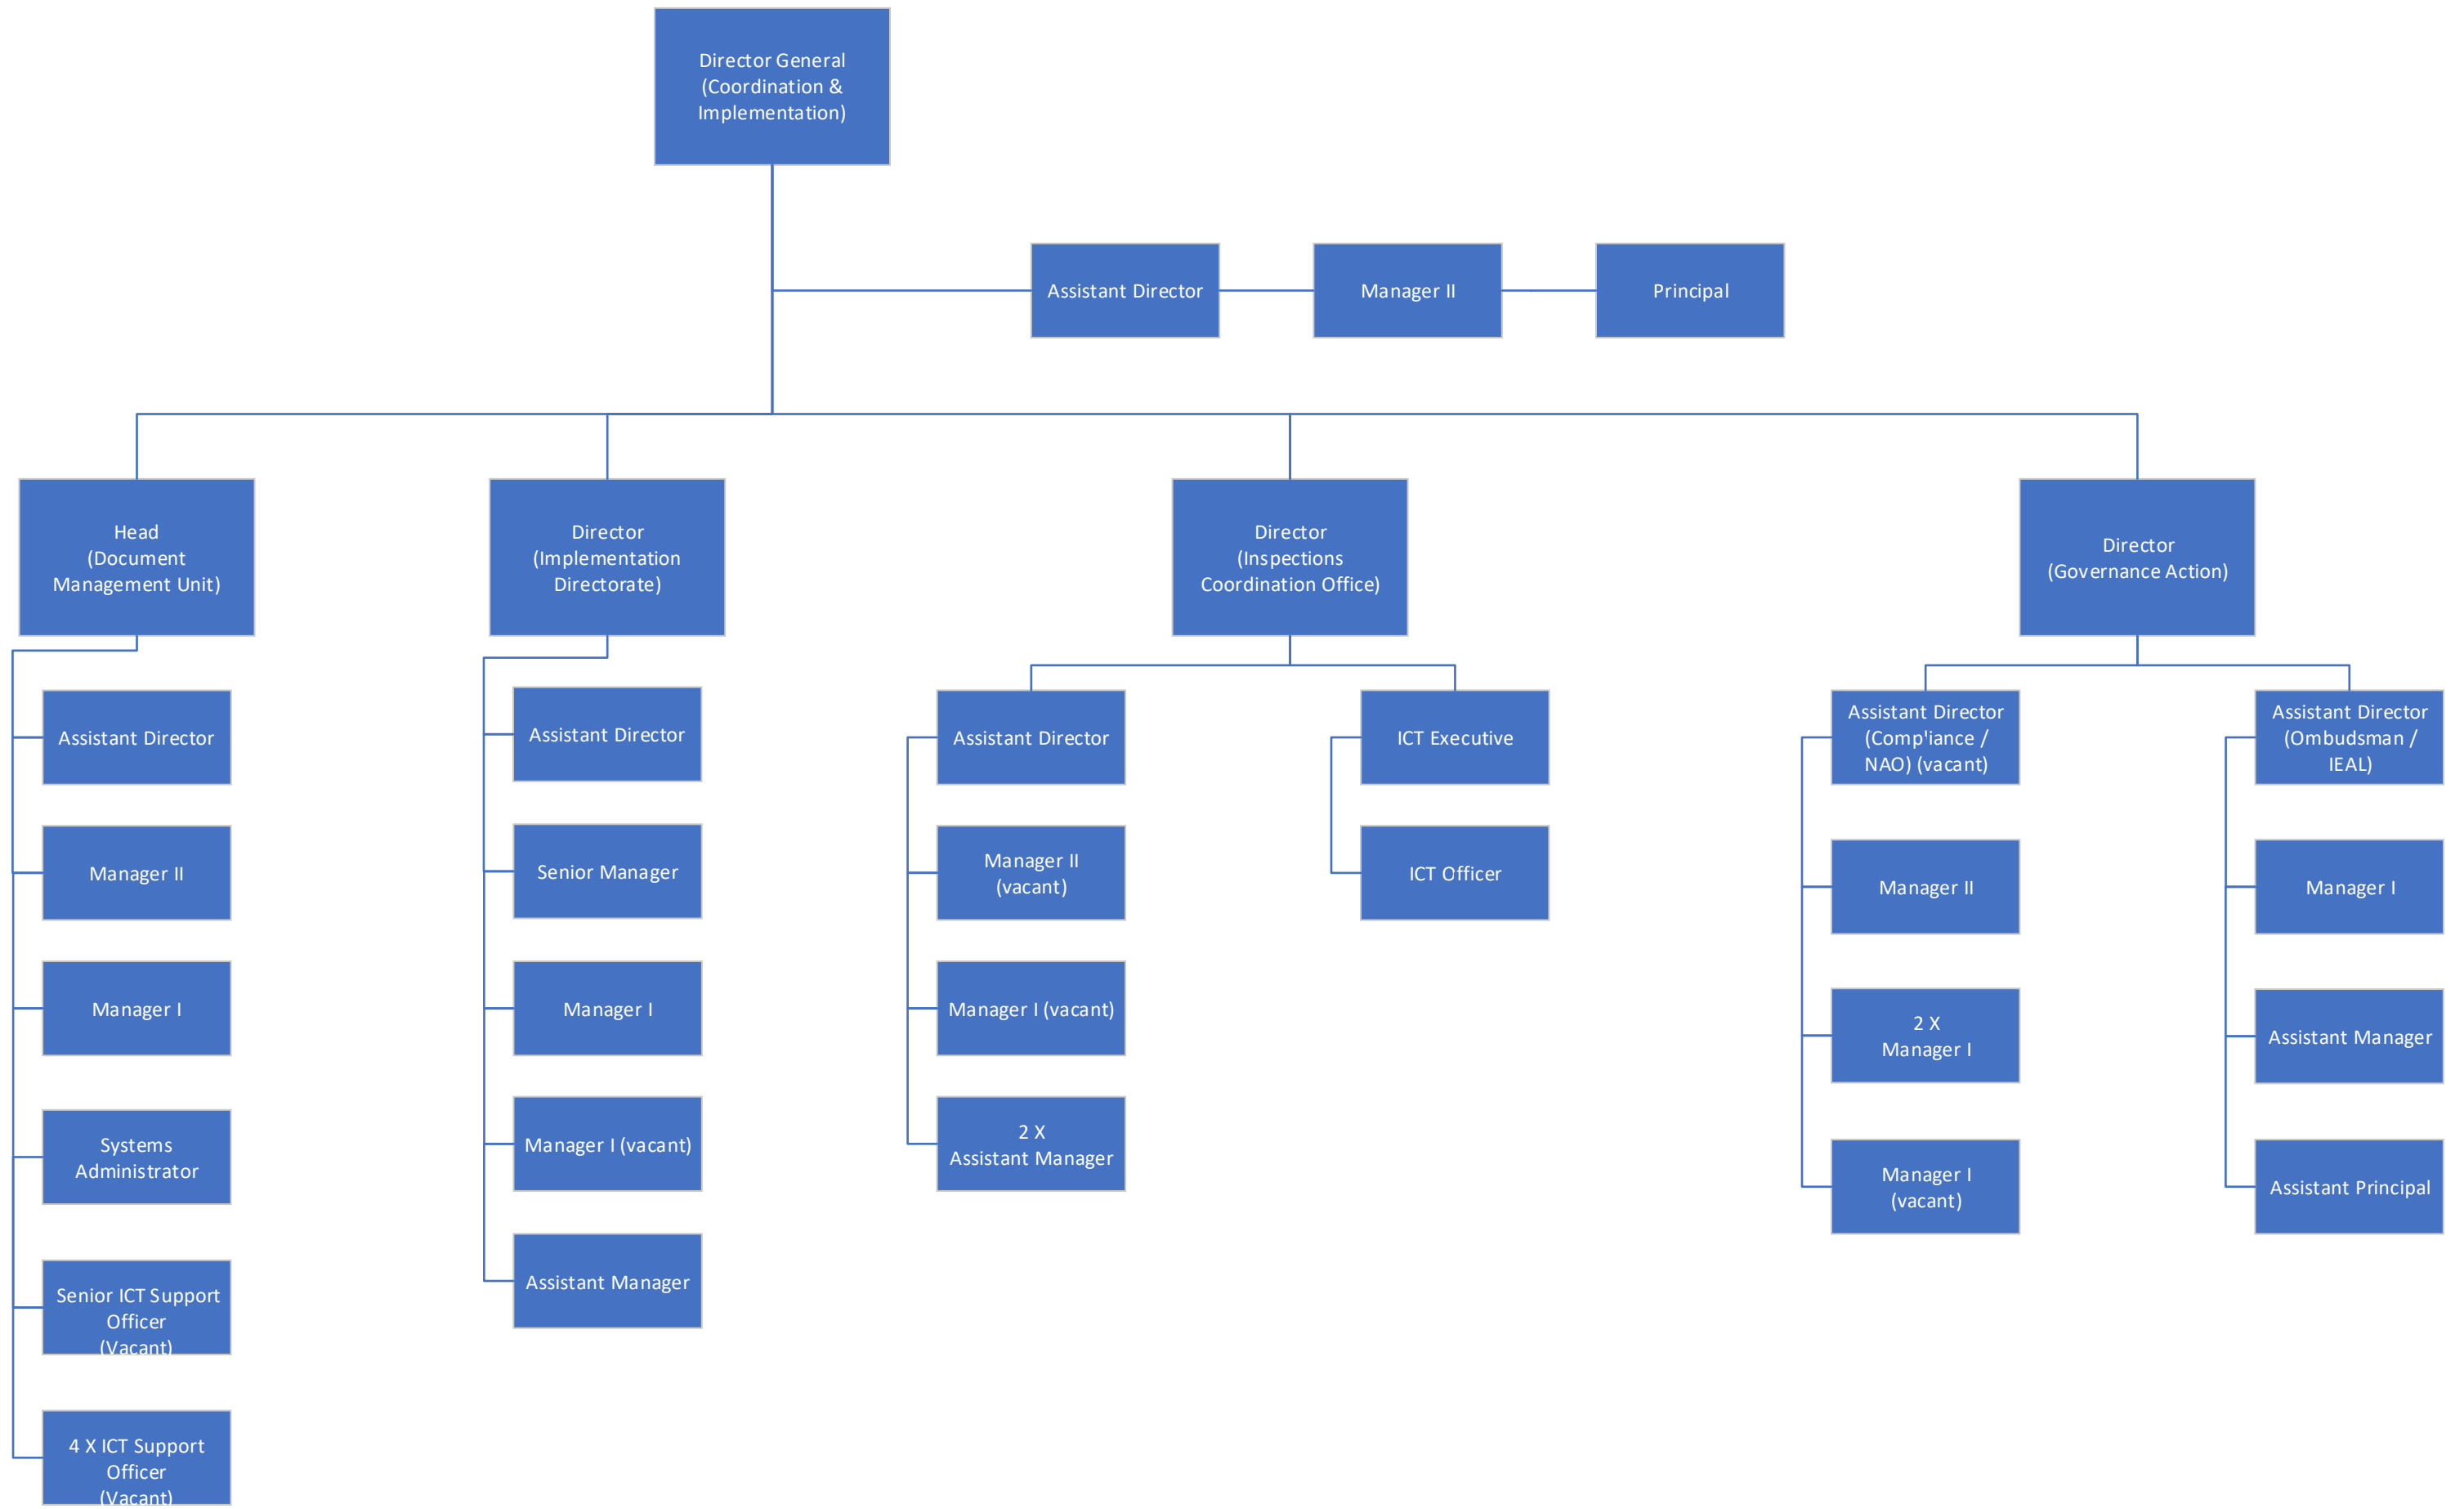 Director General
(Coordination &
Implementation)
Assistant Director
Manager II
Principal
Head
(Document
Management Unit)
Director
(Implementation
Directorate)
Director
(Inspections
Coordination Office)
Director
(Governance Action)
Assistant Director
Manager II
Manager I
Systems
Administrator
Senior ICT Support
Officer
(Vacant)
4 X ICT Support
Officer
(Vacant)
Assistant Director
Senior Manager
Manager I
Manager I (vacant)
Assistant Manager
Assistant Director
Manager II
(vacant)
Manager I (vacant)
2 X
Assistant Manager
ICT Executive
ICT Officer
Assistant Director
(Comp'iance /
NAO) (vacant)
Manager II
2 X
Manager I
Manager I
(vacant)
Assistant Director
(Ombudsman /
IEAL)
Manager I
Assistant Manager
Assistant Principal